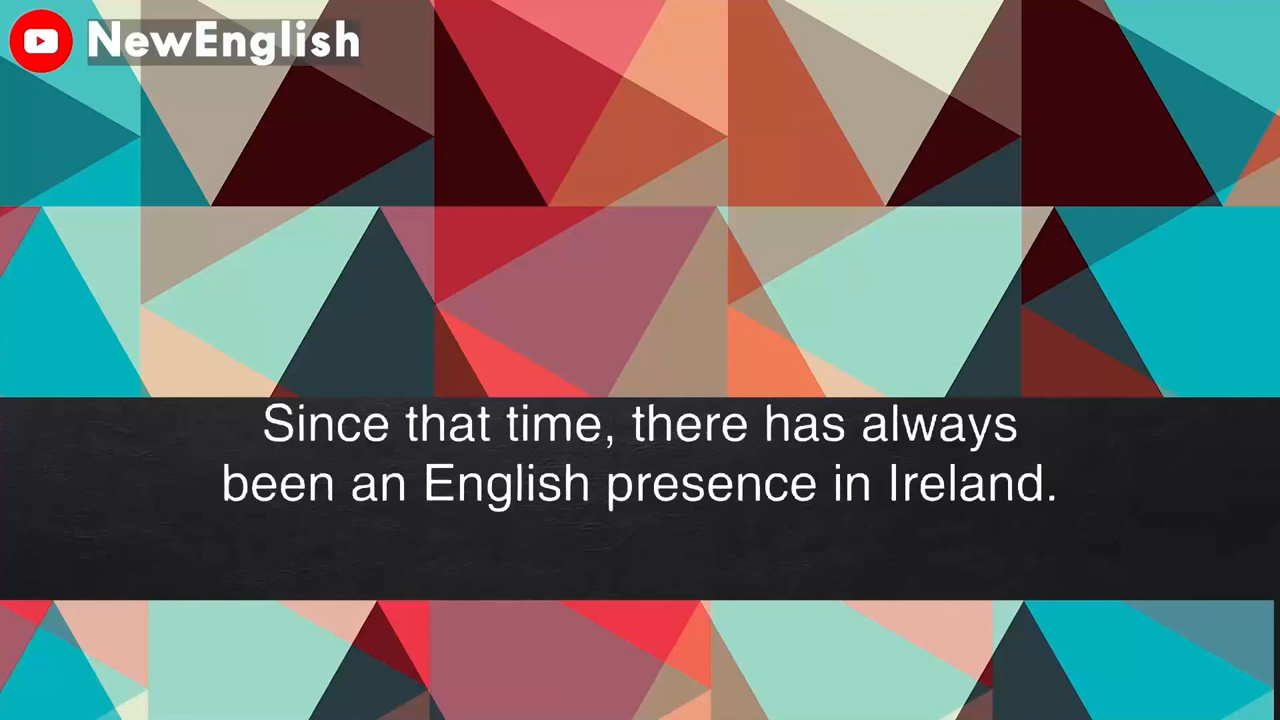 NewEnglish
Since that time, there has always
been an English presence in Ireland.